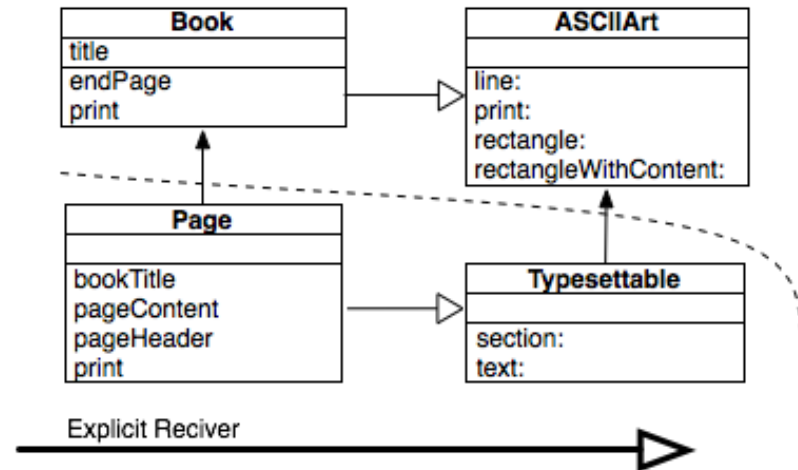 Book
title
endPage
print
ASCIIArt
line:
print:
rectangle:
rectangleWithContent:
Page
bookTitle
pageContent
pageHeader
print
Typesettable
section:
text:
Explicit Reciver